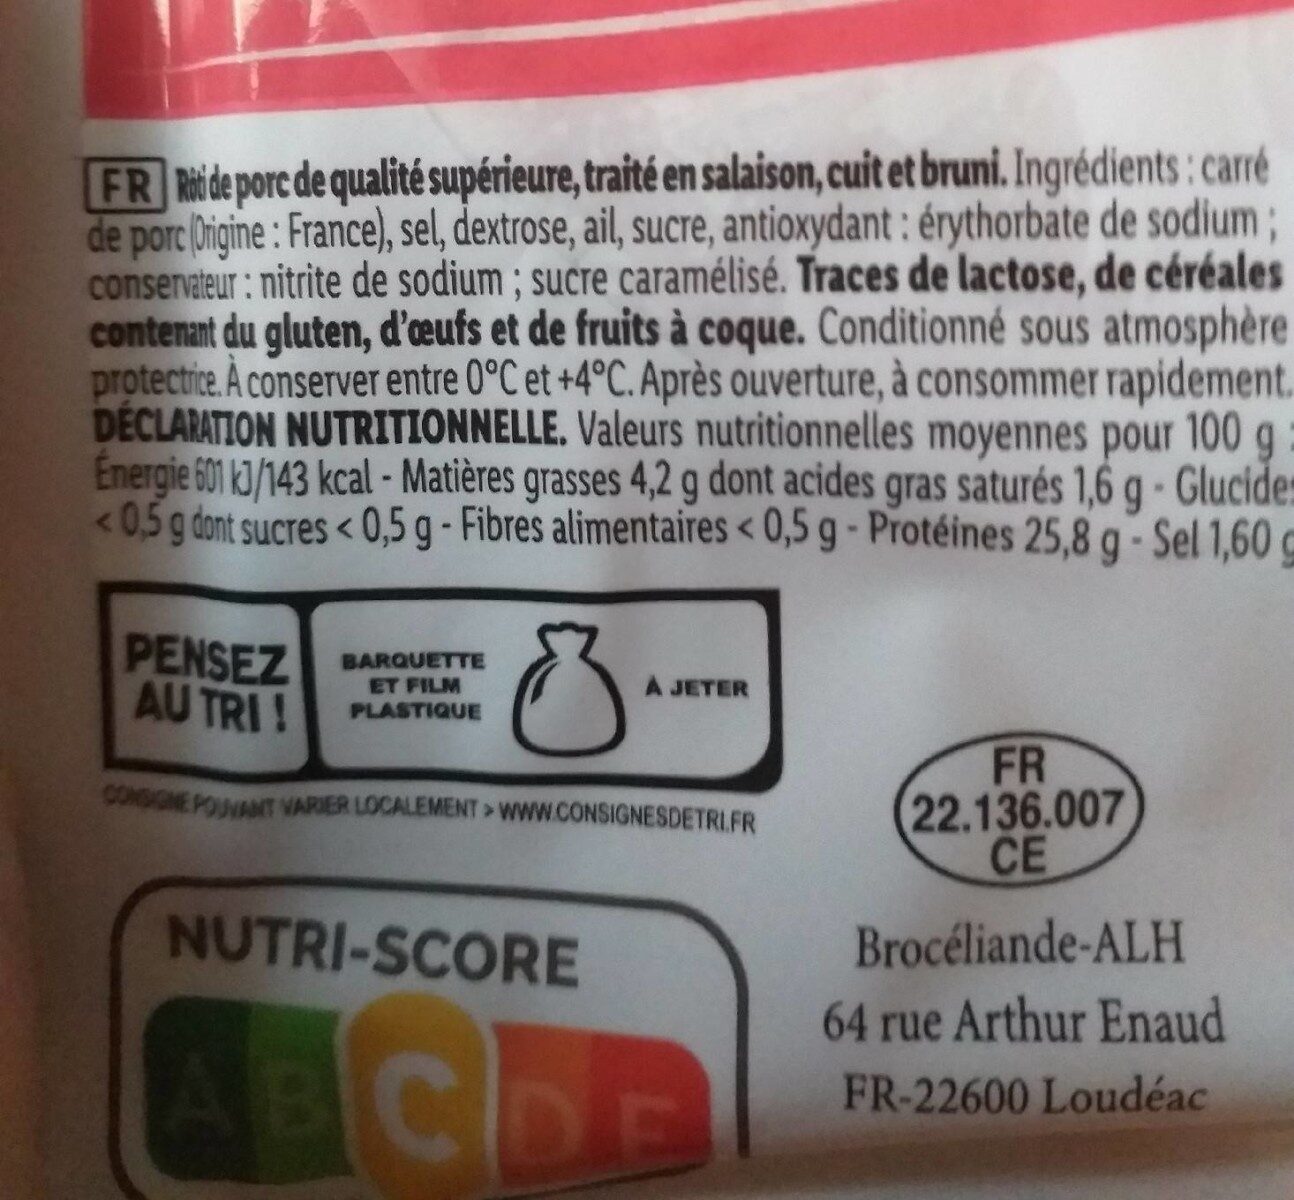 FR Rôti de porc de qualité supérieure, traité en salaison, cuit et bruni. Ingrédients : carré
de porc (Origine : France), sel, dextrose, ail, sucre, antioxydant : érythorbate de sodium ;
conservateur : nitrite de sodium ; sucre caramélisé. Traces de lactose, de céréales
contenant du gluten, d'œufs et de fruits à coque. Conditionné sous atmosphère
protectrice. À conserver entre 0°C et +4°C. Après ouverture, à consommer rapidement.
DÉCLARATION NUTRITIONNELLE. Valeurs nutritionnelles moyennes pour 100 g :
Énergie 601 kJ/143 kcal - Matières grasses 4,2 g dont acides gras saturés 1,6 g - Glucides
< 0,5 g dont sucres < 0,5 g - Fibres alimentaires < 0,5 g - Protéines 25,8 g - Sel 1,60 g
PENSEZ
AU TRI !
BARQUETTE
ET FILM
PLASTIQUE
À JETER
CONSIGNE POUVANT VARIER LOCALEMENT > WWW.CONSIGNESDETRI.FR
FR
22.136.007
CE
NUTRI-SCORE
A B C D E
Brocéliande-ALH
64 rue Arthur Enaud
FR-22600 Loudéac